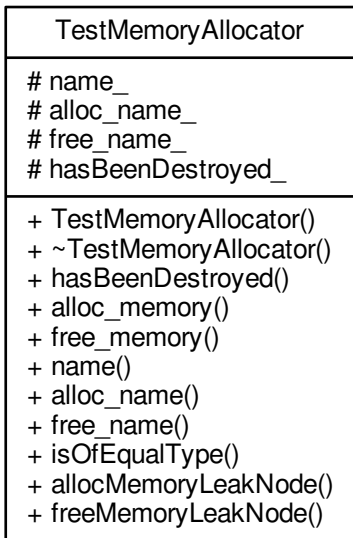 TestMemoryAllocator
# name_
# alloc_name_
# free_name_
# hasBeenDestroyed_
+ TestMemoryAllocator()
+ ~TestMemoryAllocator()
+ hasBeenDestroyed()
+ alloc_memory()
+ free_memory()
+ name()
+ alloc_name()
+ free_name()
+ isOfEqualType()
+ allocMemoryLeakNode()
+ freeMemoryLeakNode()